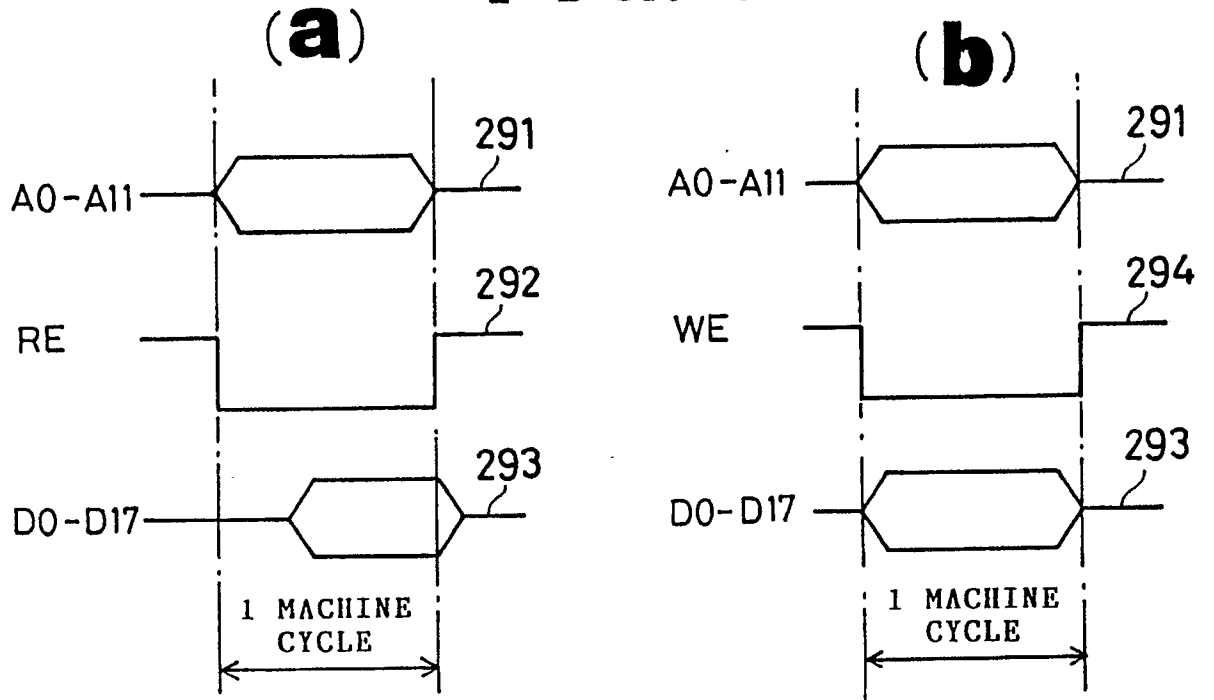 (a)
291
A0-A11
292
RE
293
D0-D17
1 MACHINE
CYCLE
(b)
291
A0-A11
294
WE
293
D0-D17
1 MACHINE
CYCLE